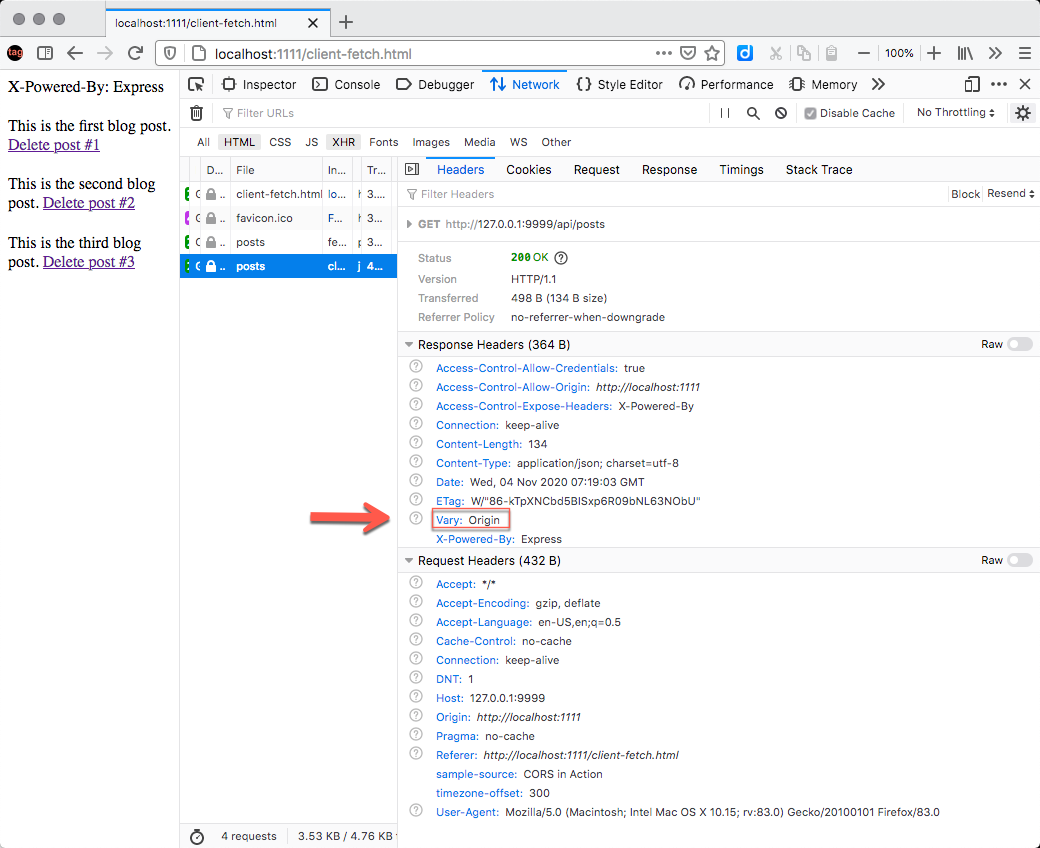 localhost:1111/client-fetch.html
tag
localhost:1111/client-fetch.html
d
100%
X-Powered-By: Express
This is the first blog post.
Delete post #1
This is the second blog
post. Delete post #2
This is the third blog
post. Delete post #3
Inspector Console Debugger Network Style Editor Performance Memory
Filter URLs Disable Cache No Throttling
All HTML CSS JS XHR Fonts Images Media WS Other
D... File In... Tr...
client-fetch.html lo... 3....
favicon.ico F... 3....
posts fe... 3....
posts cl... j 4....
4 requests 3.53 KB / 4.76 KB
Headers Cookies Request Response Timings Stack Trace
Filter Headers Block Resend
GET http://127.0.0.1:9999/api/posts
Status 200 OK
Version HTTP/1.1
Transferred 498 B (134 B size)
Referrer Policy no-referrer-when-downgrade
Response Headers (364 B) Raw
Access-Control-Allow-Credentials: true
Access-Control-Allow-Origin: http://localhost:1111
Access-Control-Expose-Headers: X-Powered-By
Connection: keep-alive
Content-Length: 134
Content-Type: application/json; charset=utf-8
Date: Wed, 04 Nov 2020 07:19:03 GMT
ETag: W/"86-kTpXNCbd5BISxp6R09bNL63NObU"
Vary: Origin
X-Powered-By: Express
Request Headers (432 B) Raw
Accept: */*
Accept-Encoding: gzip, deflate
Accept-Language: en-US,en;q=0.5
Cache-Control: no-cache
Connection: keep-alive
DNT: 1
Host: 127.0.0.1:9999
Origin: http://localhost:1111
Pragma: no-cache
Referer: http://localhost:1111/client-fetch.html
sample-source: CORS in Action
timezone-offset: 300
User-Agent: Mozilla/5.0 (Macintosh; Intel Mac OS X 10.15; rv:83.0) Gecko/20100101 Firefox/83.0